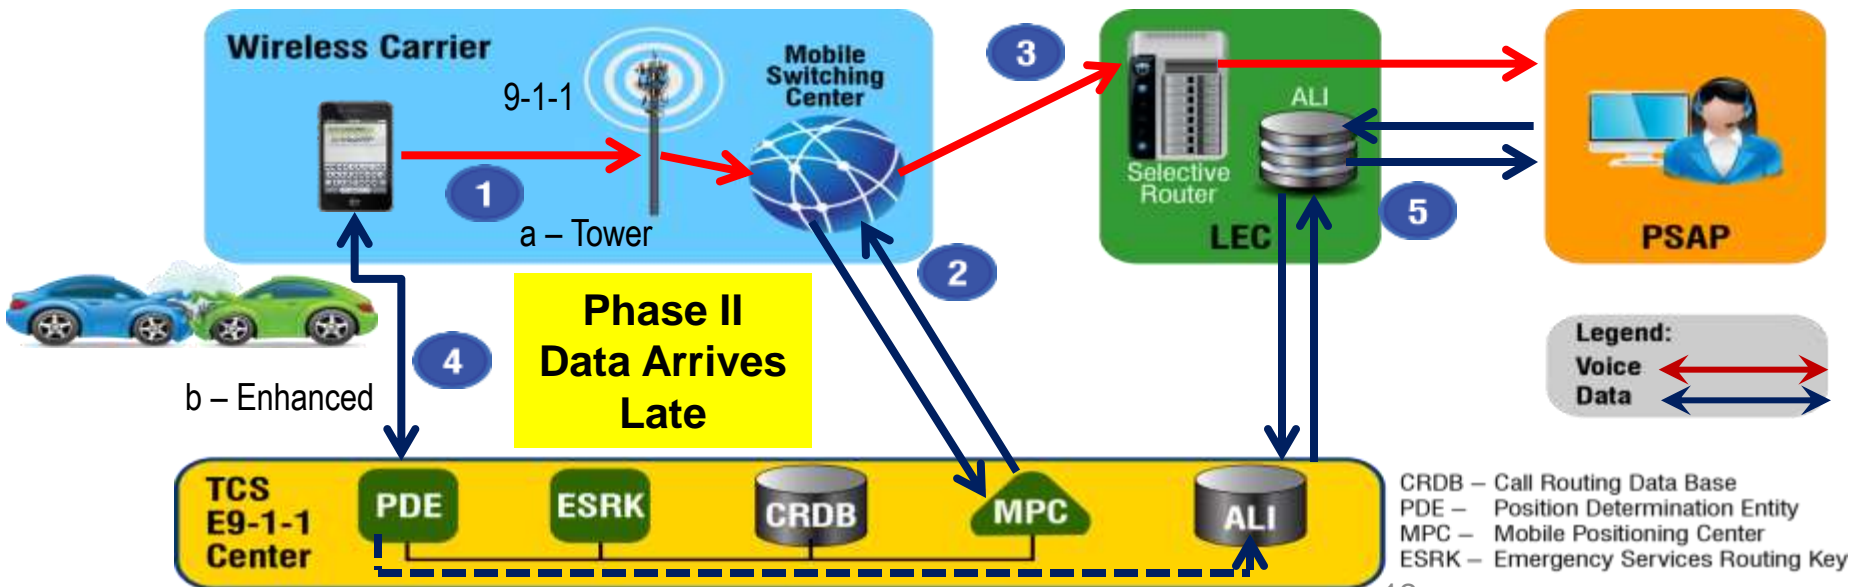 Wireless Carrier
9-1-1
Mobile
Switching
Center
3
ALI
Selective
Router
LEC
5
PSAP
1
a – Tower
2
Phase II
Data Arrives
Late
4
b – Enhanced
Legend:
Voice
Data
TCS
E9-1-1
Center
PDE
ESRK
CRDB
MPC
ALI
CRDB – Call Routing Data Base
PDE – Position Determination Entity
MPC – Mobile Positioning Center
ESRK – Emergency Services Routing Key